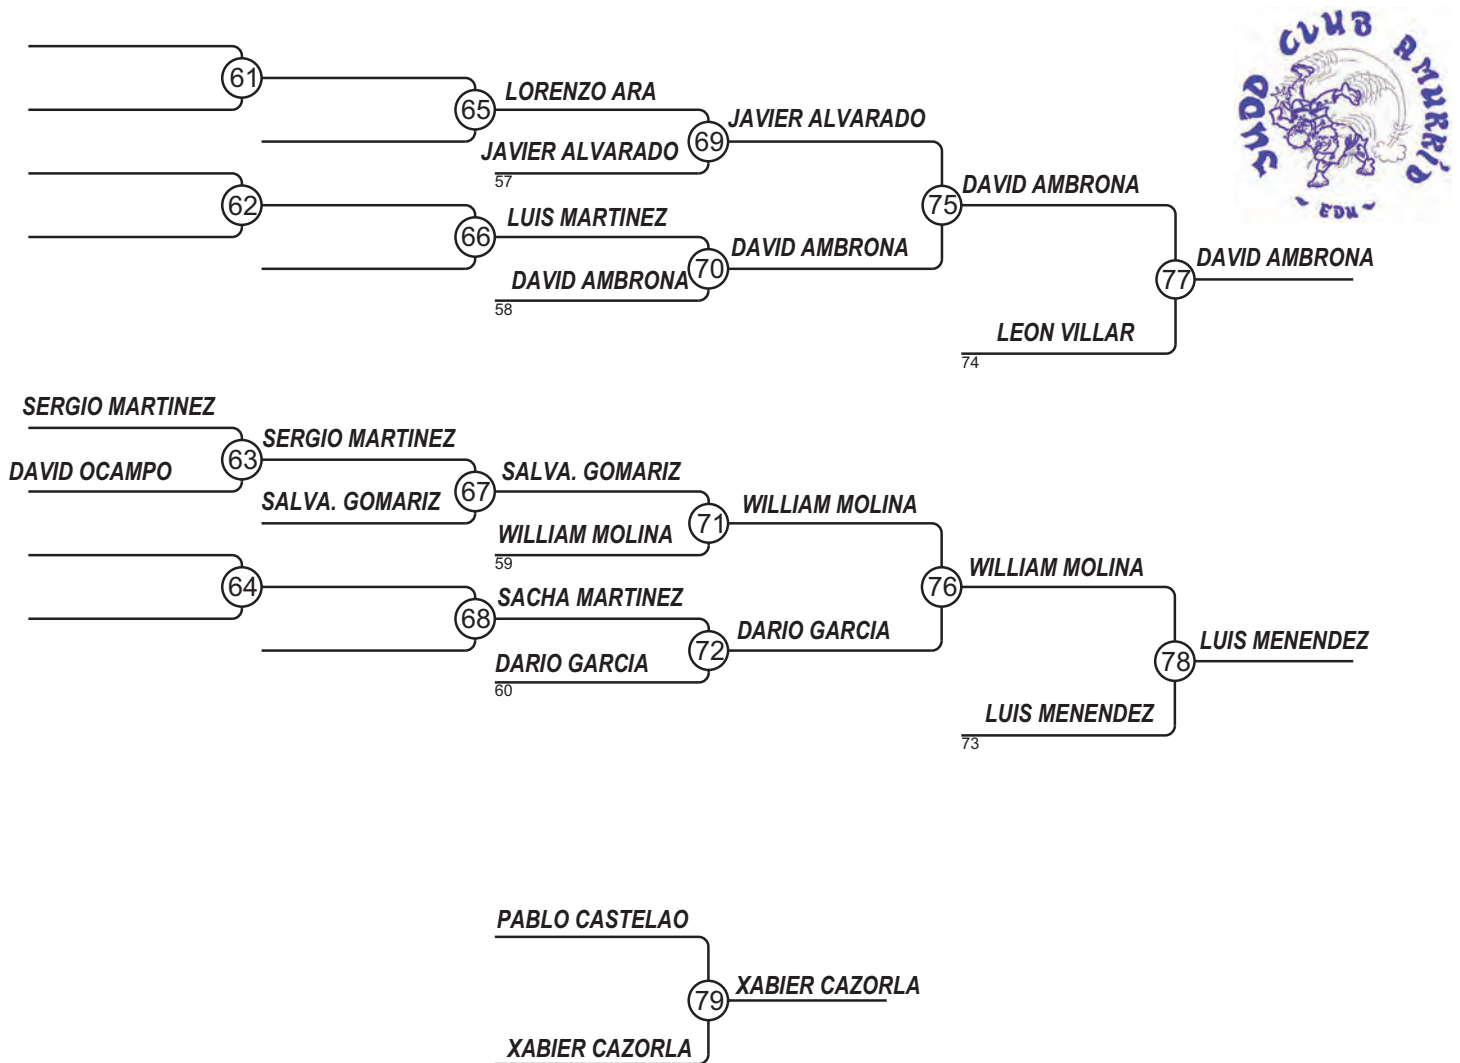 JUDO CLUB AMURRIO
~ EDU ~
61
65
LORENZO ARA
JAVIER ALVARADO
57
69
JAVIER ALVARADO
62
66
LUIS MARTINEZ
DAVID AMBRONA
58
70
DAVID AMBRONA
75
DAVID AMBRONA
LEON VILLAR
74
77
DAVID AMBRONA
SERGIO MARTINEZ
DAVID OCAMPO
63
SERGIO MARTINEZ
SALVA. GOMARIZ
67
SALVA. GOMARIZ
WILLIAM MOLINA
59
71
WILLIAM MOLINA
64
68
SACHA MARTINEZ
DARIO GARCIA
60
72
DARIO GARCIA
76
WILLIAM MOLINA
LUIS MENENDEZ
73
78
LUIS MENENDEZ
PABLO CASTELAO
79
XABIER CAZORLA
XABIER CAZORLA